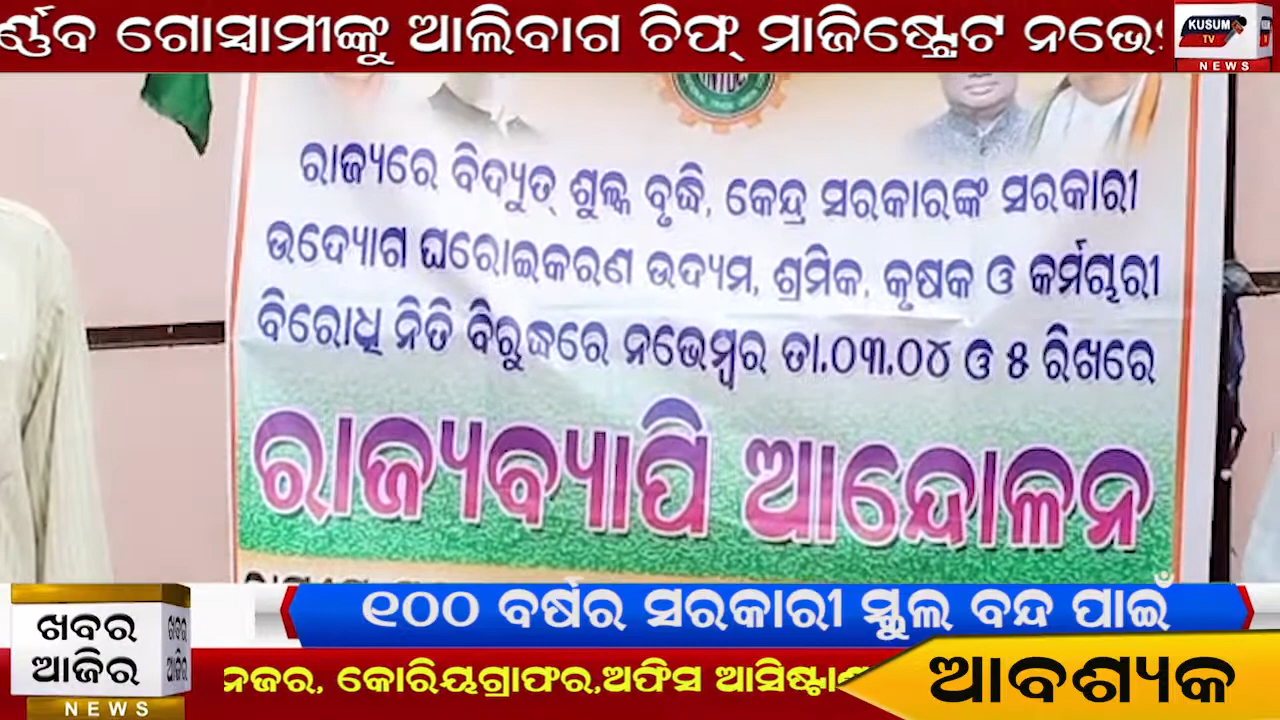 ର୍ଣ୍ଣବ ଗୋସ୍ୱାମୀଙ୍କୁ ଆଲିବାଗ ଚିଫ୍ ମାଜିଷ୍ଟ୍ରେଟ
KUSUM
TV
NEWS
ରାଜ୍ୟରେ ବିଦ୍ୟୁତ୍ ଶୁଳ୍କ ବୃଦ୍ଧି, କେନ୍ଦ୍ର ସରକାରଙ୍କ ସରକାରୀ
ଉଦ୍ୟୋଗ ଘରୋଇକରଣ ଉଦ୍ୟମ, ଶ୍ରମିକ, କୃଷକ ଓ କର୍ମଚାରୀ
ବିରୋଧି ନିତି ବିରୁଦ୍ଧରେ ନଭେମ୍ବର ତା.୦୩.୦୪ ଓ ୫ ରିଖରେ
ରାଜ୍ୟବ୍ୟାପି ଆନ୍ଦୋଳନ
୧୦୦ ବର୍ଷର ସରକାରୀ ସ୍କୁଲ ବନ୍ଦ ପାଇଁ
ଖବର
ଆଜିର
ଖବର
ଆଜିର
NEWS
ନଜର, କୋରିୟଗ୍ରାଫର,ଅଫିସ
ଆବଶ୍ୟକ